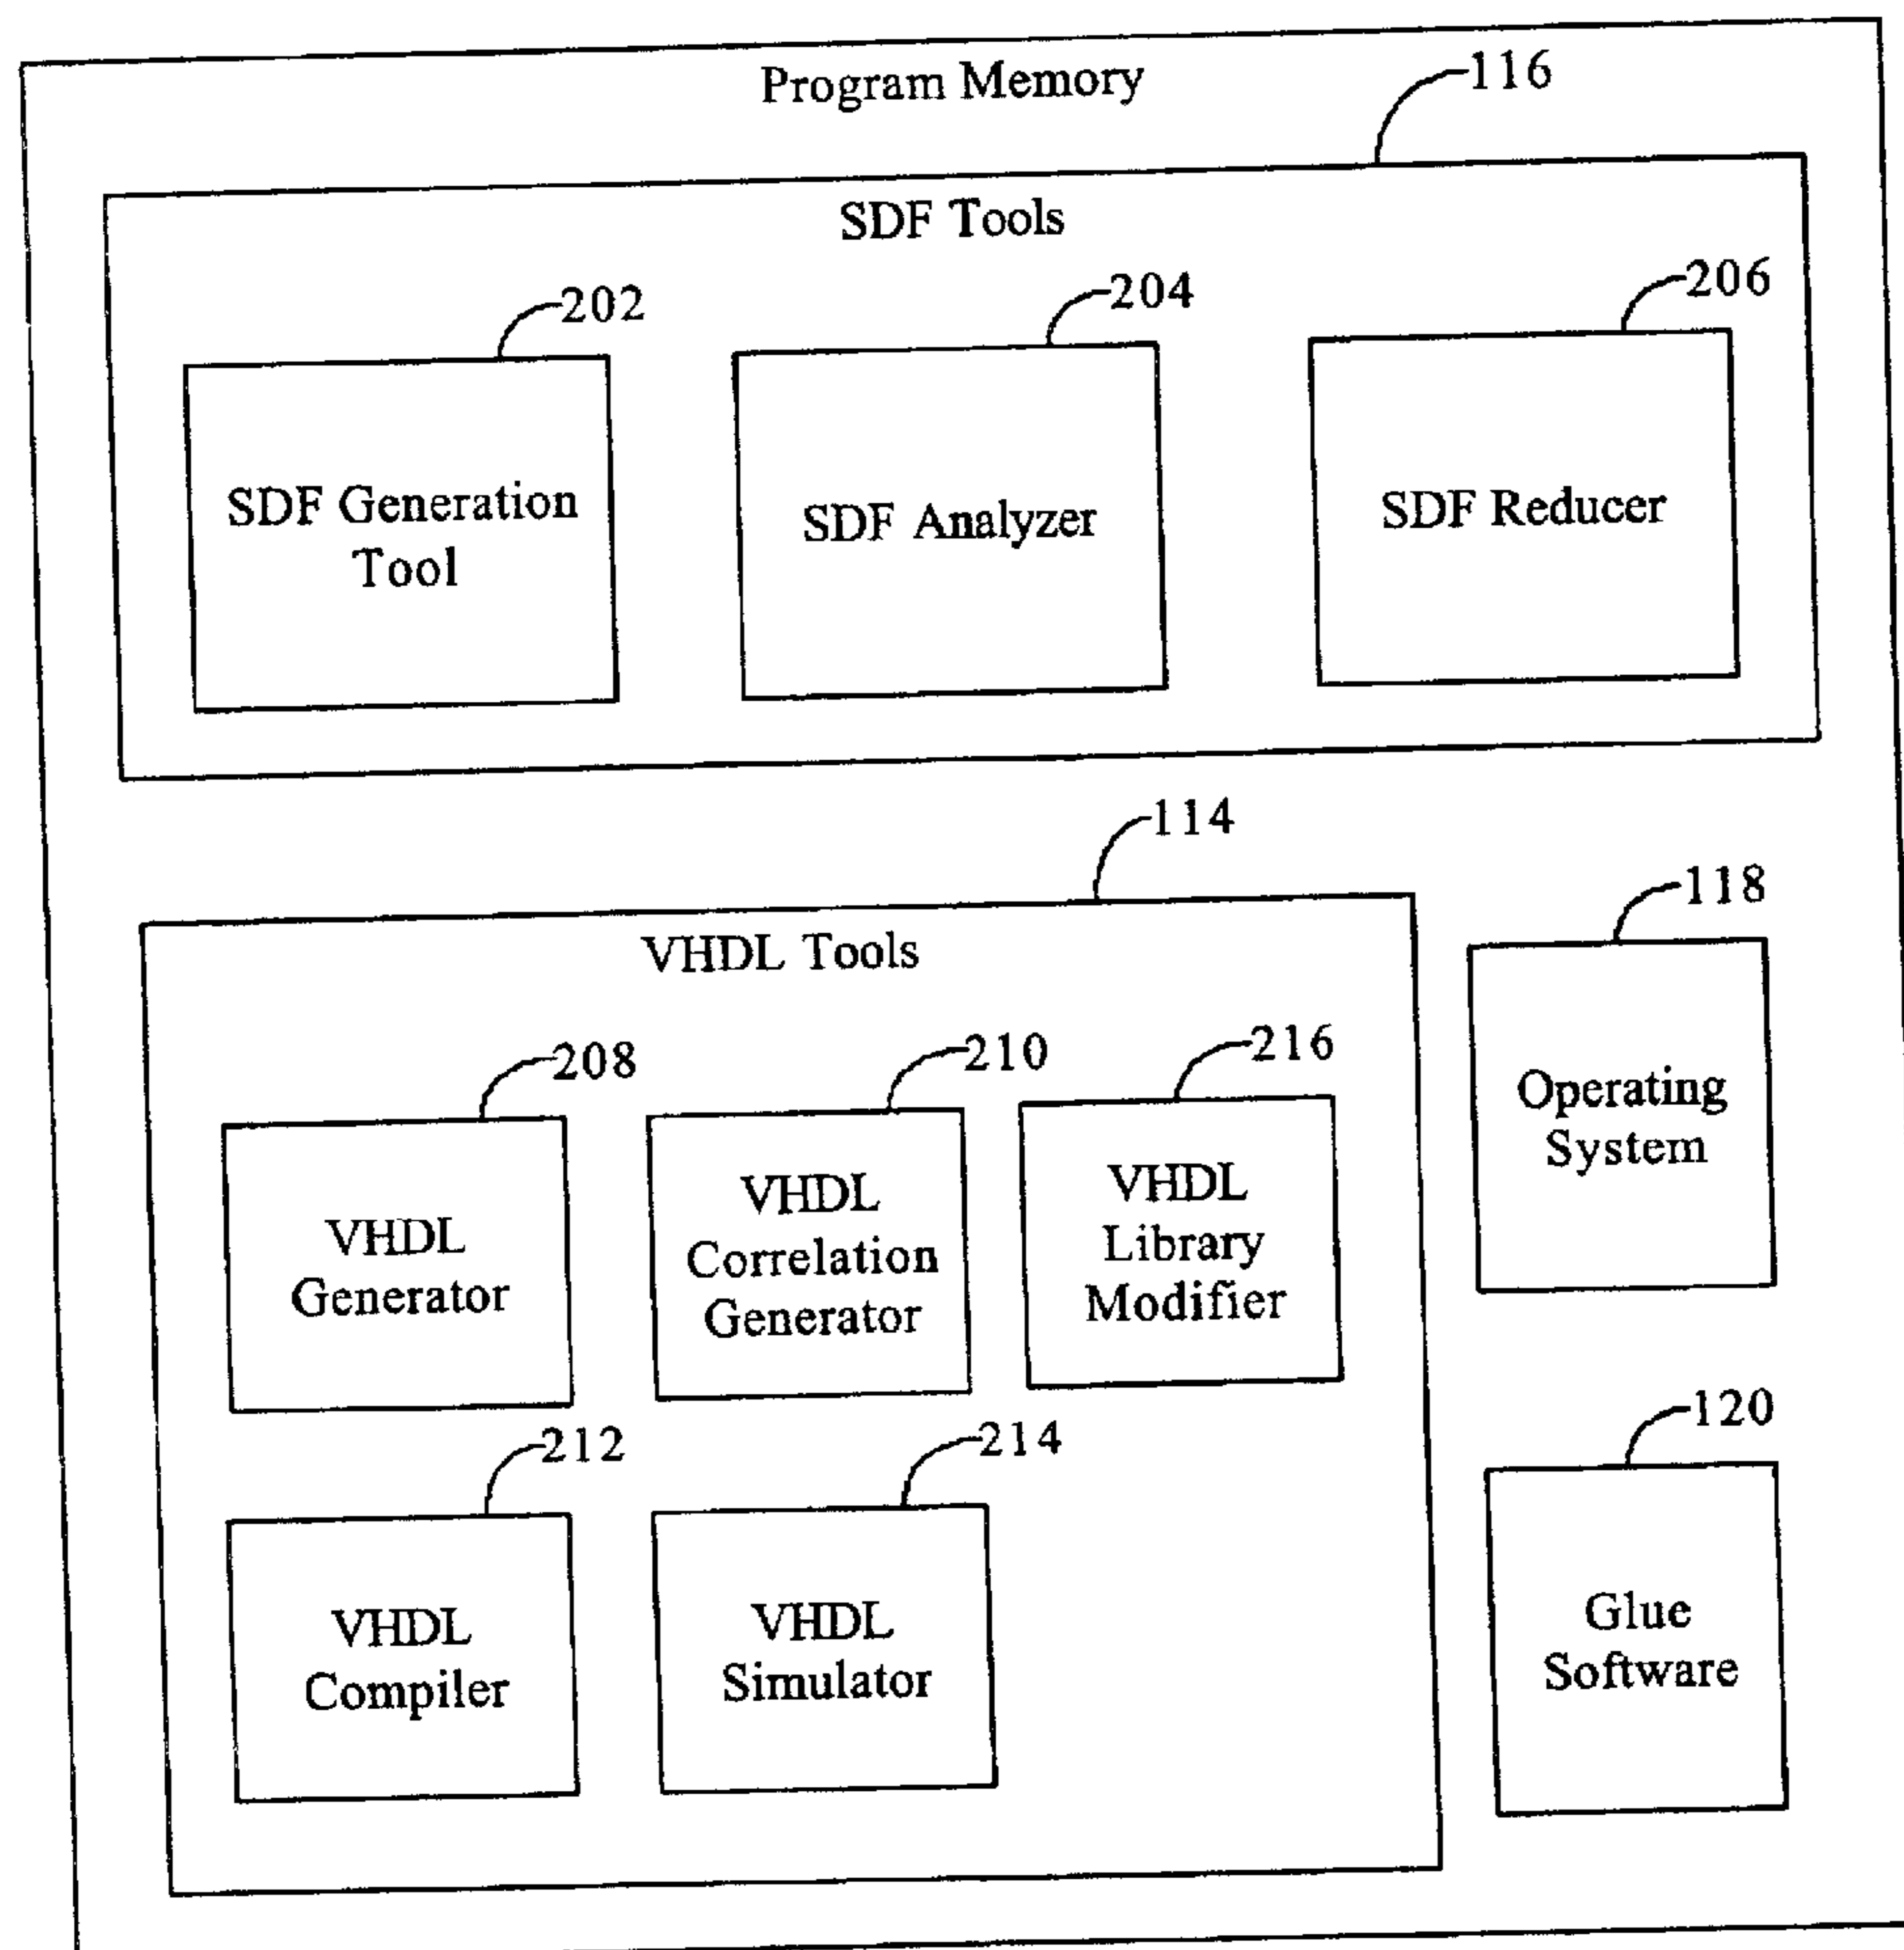 Program Memory
116
SDF Tools
202
204
206
SDF Generation
Tool
SDF Analyzer
SDF Reducer
114
118
VHDL Tools
208
210
216
Operating
System
VHDL
Generator
VHDL
Correlation
Generator
VHDL
Library
Modifier
120
212
214
VHDL
Compiler
VHDL
Simulator
Glue
Software